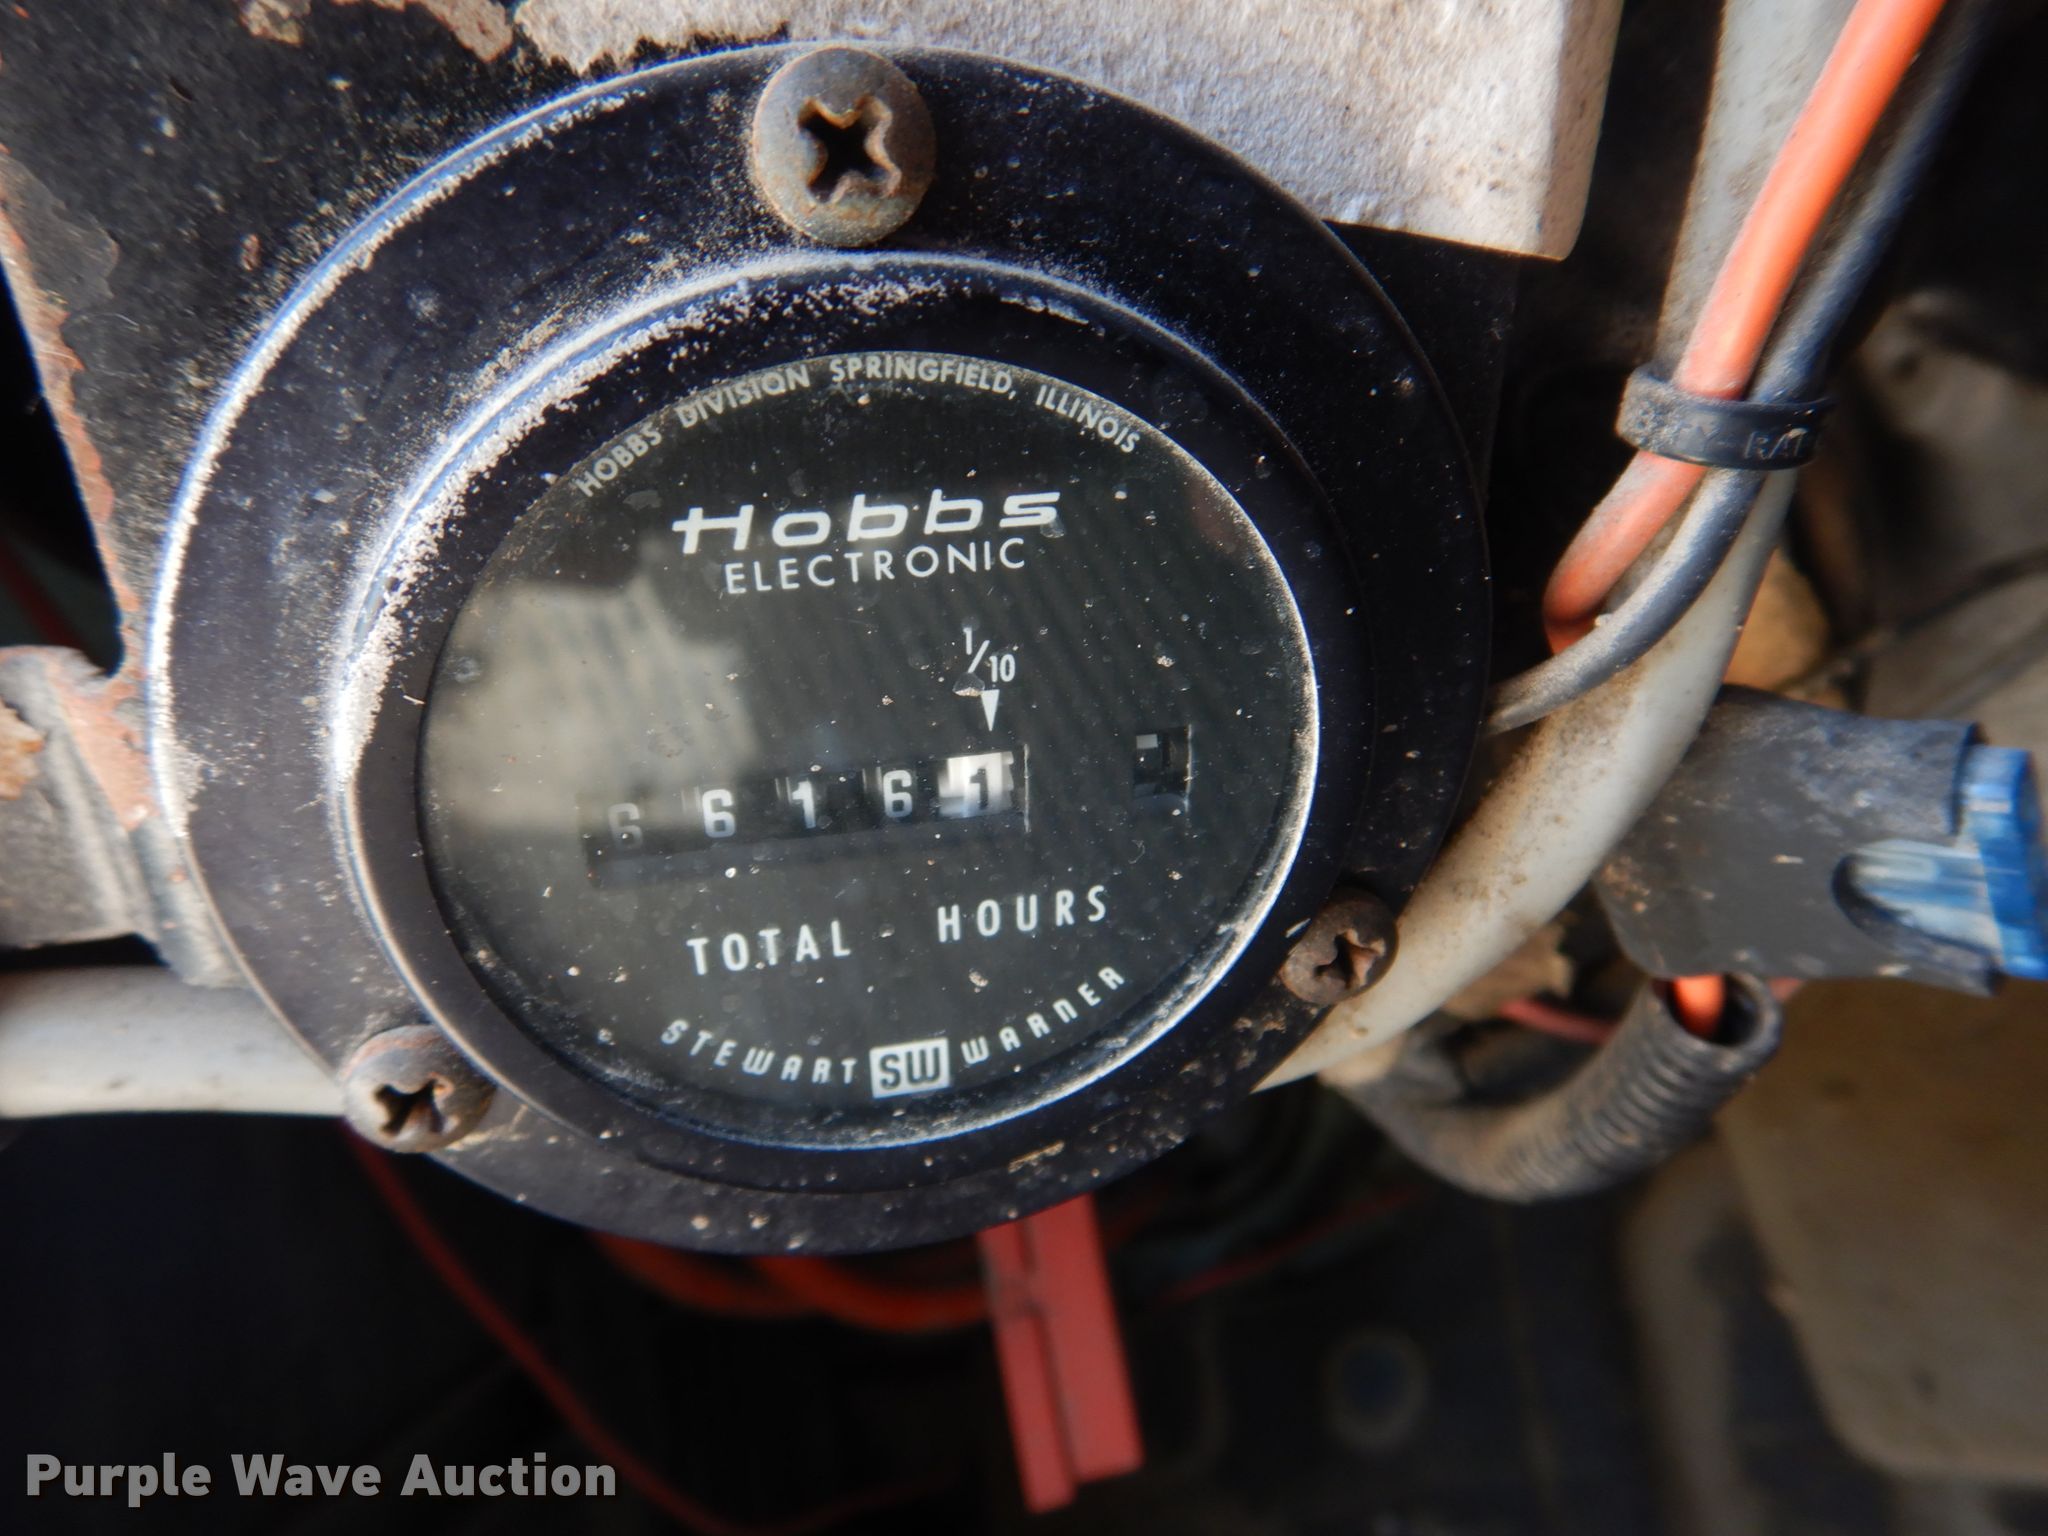 HOBBS DIVISION SPRINGFIELD, ILLINOIS
Hobbs
ELECTRONIC
1/10
6 6 1 6 1
TOTAL HOURS
STEWART SW WARNER
Purple Wave Auction